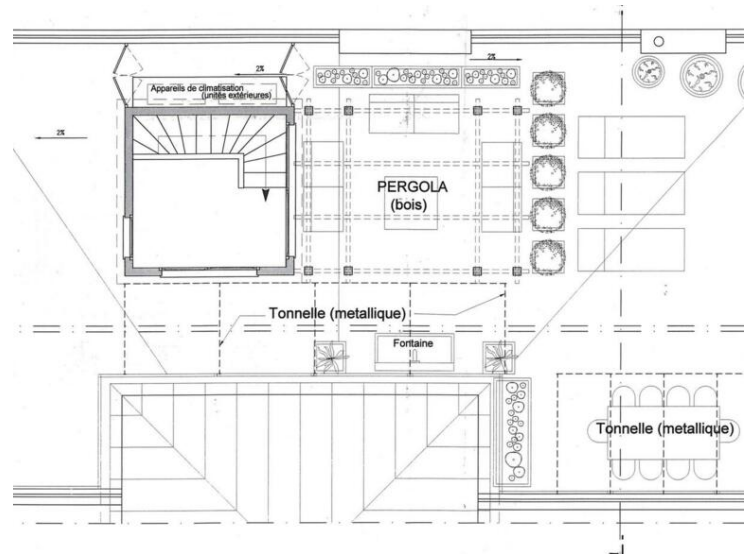 2%
2%
Appareils de climatisation
(unités extérieures)
2%
PERGOLA
(bois)
Tonnelle (metallique)
Fontaine
Tonnelle (metallique)